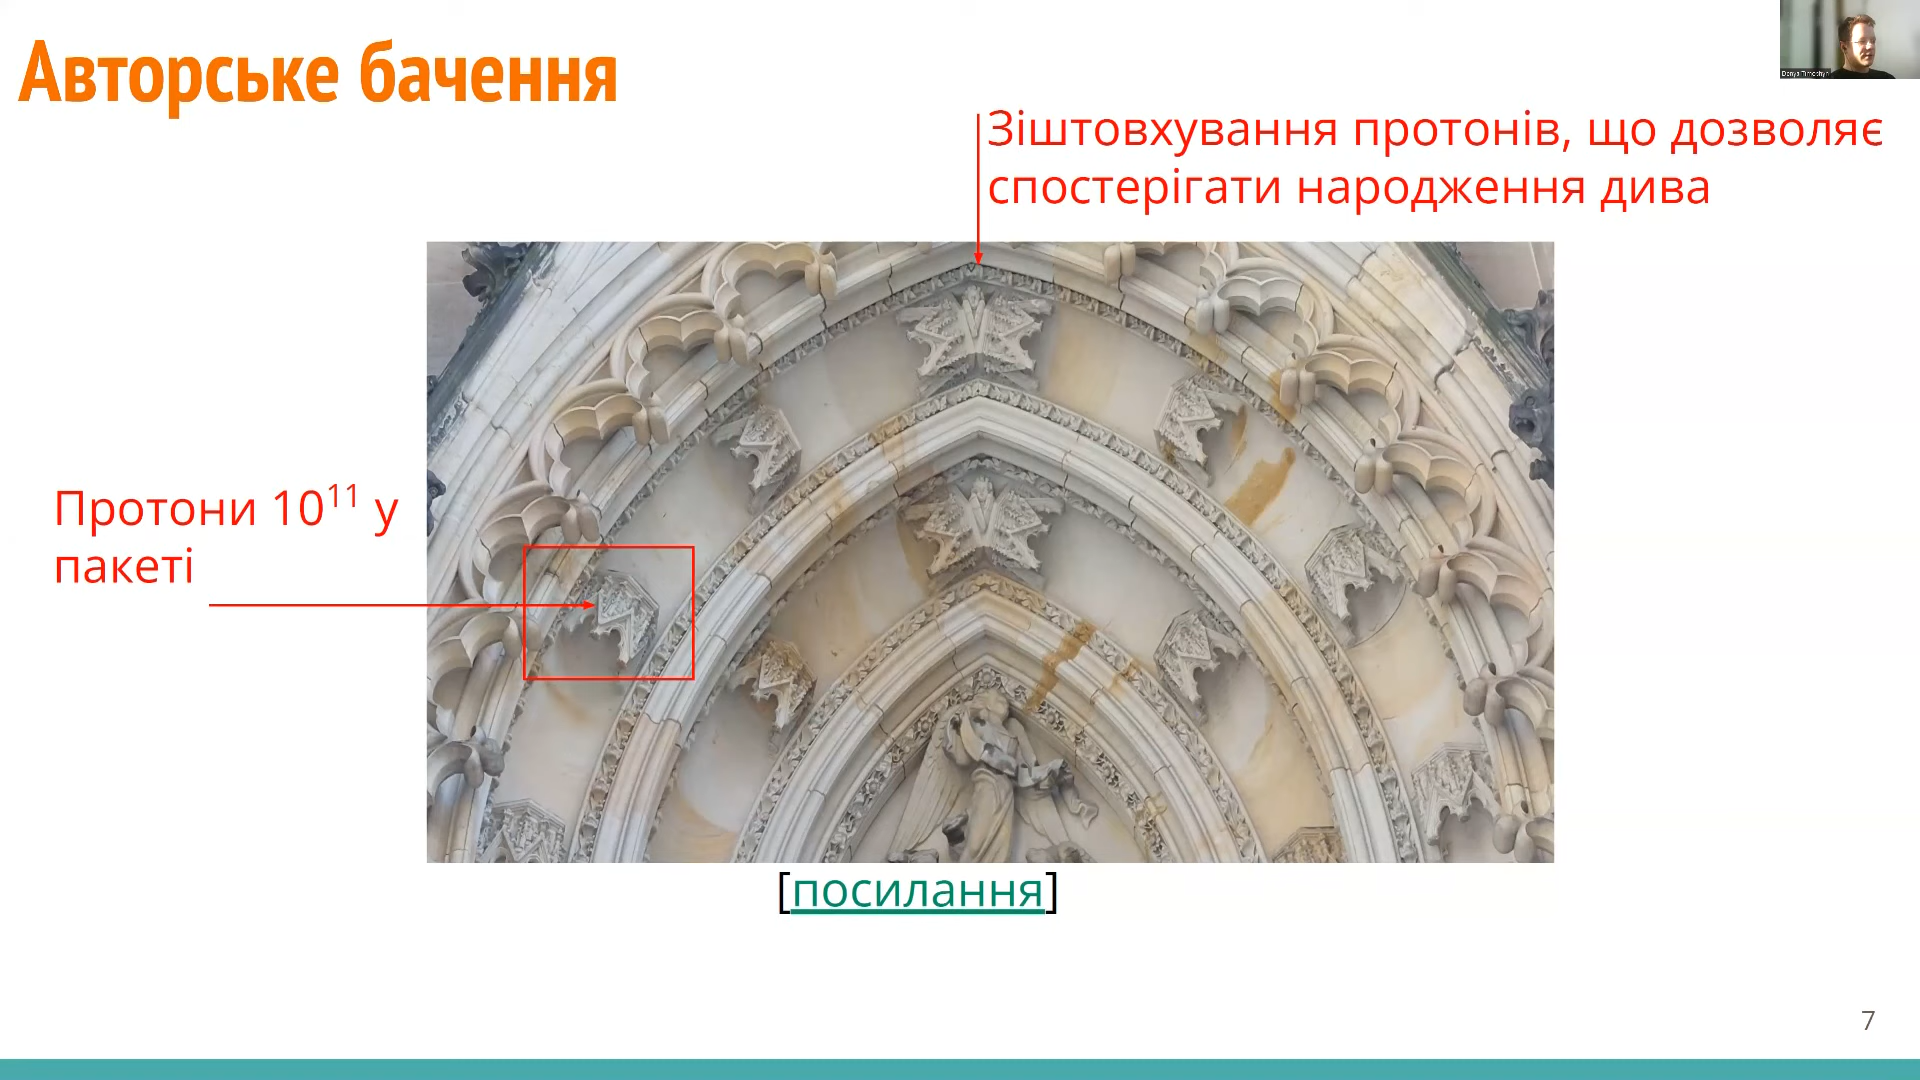 Авторське бачення
Зіштовхування протонів, що дозволяє
спостерігати народження дива
Протони 10¹¹ у
пакеті
[посилання]
7